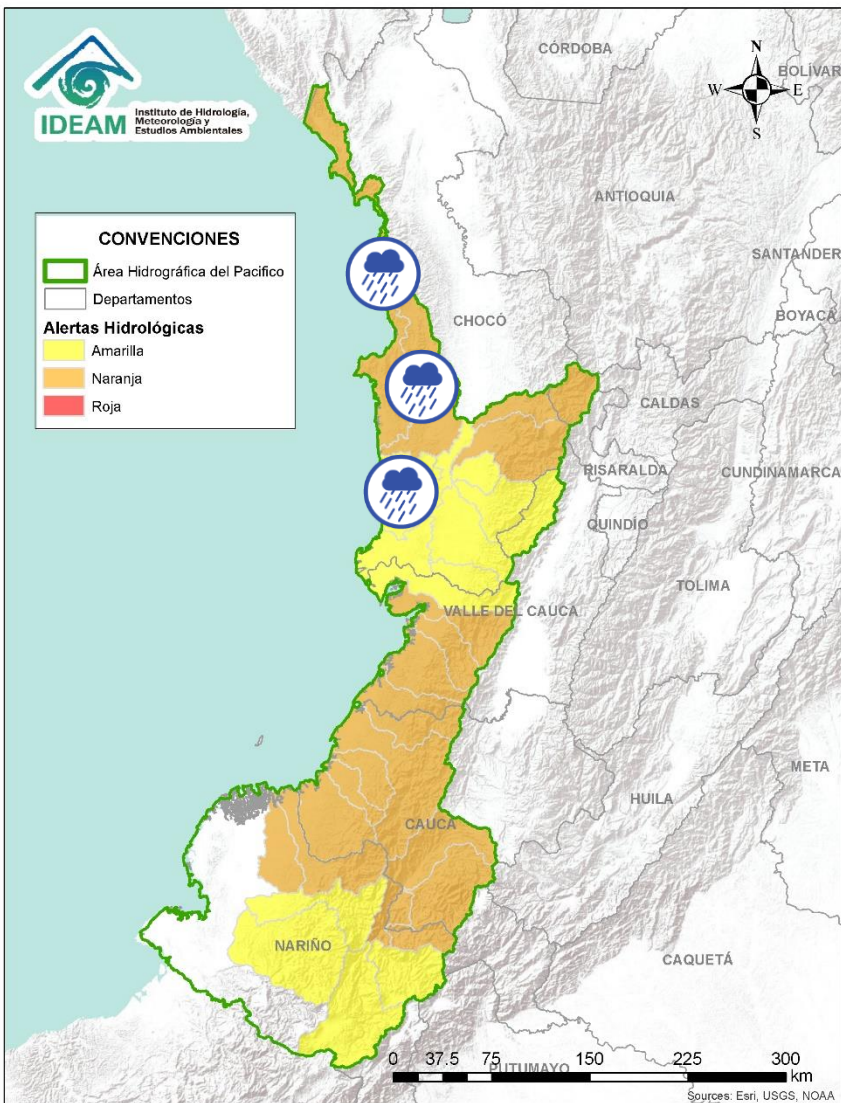 IDEAM
Instituto de Hidrología,
Meteorología y
Estudios Ambientales
CÓRDOBA
BOLÍVAR
N
W
E
S
ANTIOQUIA
SANTANDER
BOYACA
CONVENCIONES
Área Hidrográfica del Pacifico
Departamentos
Alertas Hidrológicas
Amarilla
Naranja
Roja
CHOCÓ
CALDAS
RISARALDA
CUNDINAMARCA
QUINDÍO
TOLIMA
VALLE DEL CAUCA
META
HUILA
CAUCA
NARIÑO
CAQUETÁ
PUTUMAYO
0 37.5 75 150 225 300
km
Sources: Esri, USGS, NOAA